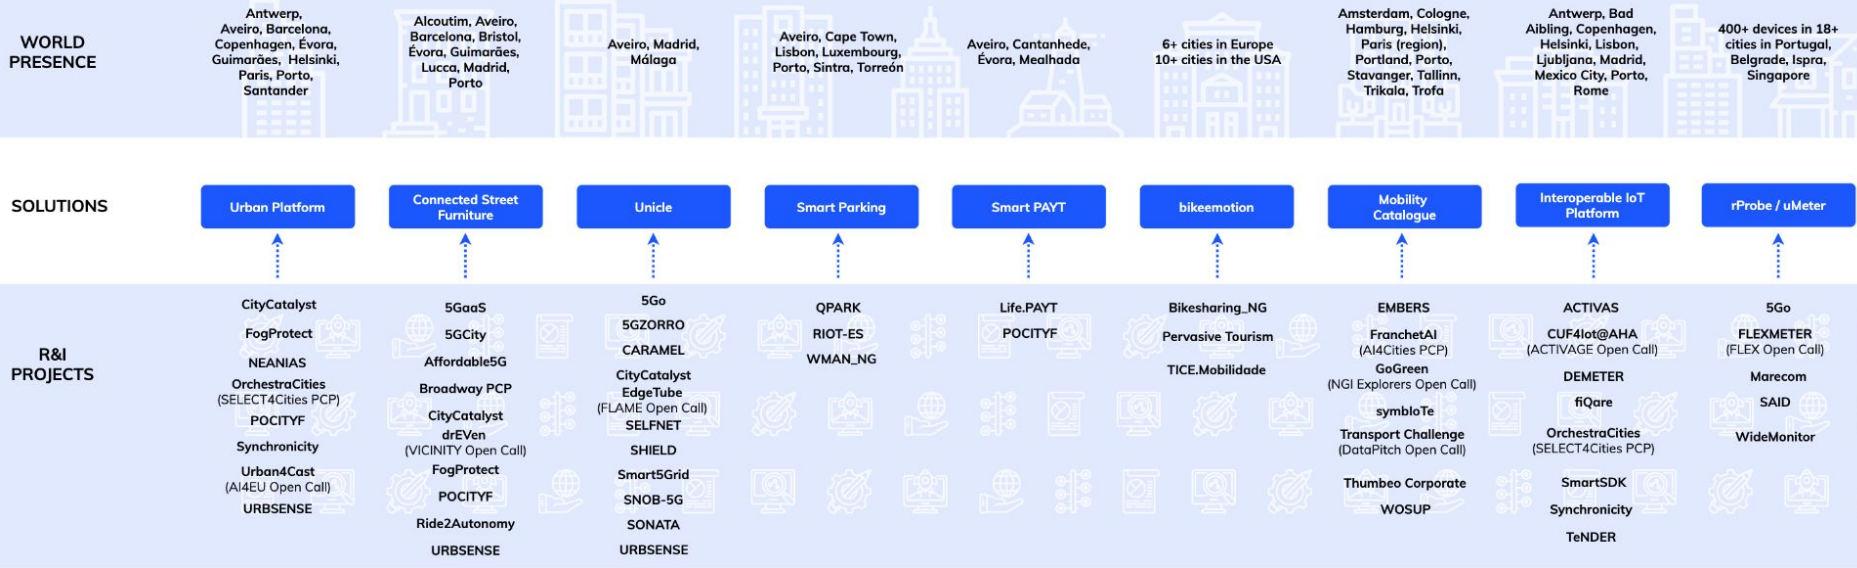 WORLD
PRESENCE
Antwerp,
Aveiro, Barcelona,
Copenhagen, Évora,
Guimarães, Helsinki,
Paris, Porto,
Santander
Alcoutim, Aveiro,
Barcelona, Bristol,
Évora, Guimarães,
Lucca, Madrid,
Porto
Aveiro, Madrid,
Málaga
Aveiro, Cape Town,
Lisbon, Luxembourg,
Porto, Sintra, Torreón
Aveiro, Cantanhede,
Évora, Mealhada
6+ cities in Europe
10+ cities in the USA
Amsterdam, Cologne,
Hamburg, Helsinki,
Paris (region),
Portland, Porto,
Stavanger, Tallinn,
Trikala, Trofa
Antwerp, Bad
Aibling, Copenhagen,
Helsinki, Lisbon,
Ljubljana, Madrid,
Mexico City, Porto,
Rome
400+ devices in 18+
cities in Portugal,
Belgrade, Ispra,
Singapore
SOLUTIONS
Urban Platform
Connected Street
Furniture
Unicle
Smart Parking
Smart PAYT
bikeemotion
Mobility
Catalogue
Interoperable IoT
Platform
rProbe / uMeter
R&I
PROJECTS
CityCatalyst
FogProtect
NEANIAS
OrchestraCities
(SELECT4Cities PCP)
POCITYF
Synchronicity
Urban4Cast
(AI4EU Open Call)
URBSENSE
5GaaS
5GCity
Affordable5G
Broadway PCP
CityCatalyst
drEVen
(VICINITY Open Call)
FogProtect
POCITYF
Ride2Autonomy
URBSENSE
5Go
5GZORRO
CARAMEL
CityCatalyst
EdgeTube
(FLAME Open Call)
SELFNET
SHIELD
Smart5Grid
SNOB-5G
SONATA
URBSENSE
QPARK
RIOT-ES
WMAN_NG
Life.PAYT
POCITYF
Bikesharing_NG
Pervasive Tourism
TICE.Mobilidade
EMBERS
FranchetAI
(AI4Cities PCP)
GoGreen
(NGI Explorers Open Call)
symbIoTe
Transport Challenge
(DataPitch Open Call)
Thumbeo Corporate
WOSUP
ACTIVAS
CUF4Iot@AHA
(ACTIVAGE Open Call)
DEMETER
fiQare
OrchestraCities
(SELECT4Cities PCP)
SmartSDK
Synchronicity
TeNDER
5Go
FLEXMETER
(FLEX Open Call)
Marecom
SAID
WideMonitor